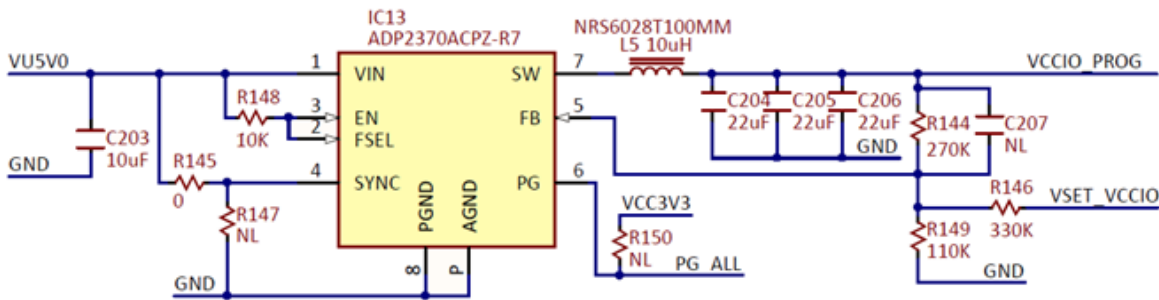 IC13
ADP2370ACPZ-R7
NRS6028T100MM
L5 10uH
VU5V0
1
VIN
SW
7
VCCIO_PROG
R148
10K
3
EN
2
FSEL
FB
5
C203
10uF
C204
22uF
C205
22uF
C206
22uF
R144
270K
C207
NL
GND
GND
R145
0
4
SYNC
PG
6
R147
NL
PGND
AGND
VCC3V3
R150
NL
PG_ALL
R146
330K
VSET_VCCIO
R149
110K
GND
8
P
GND